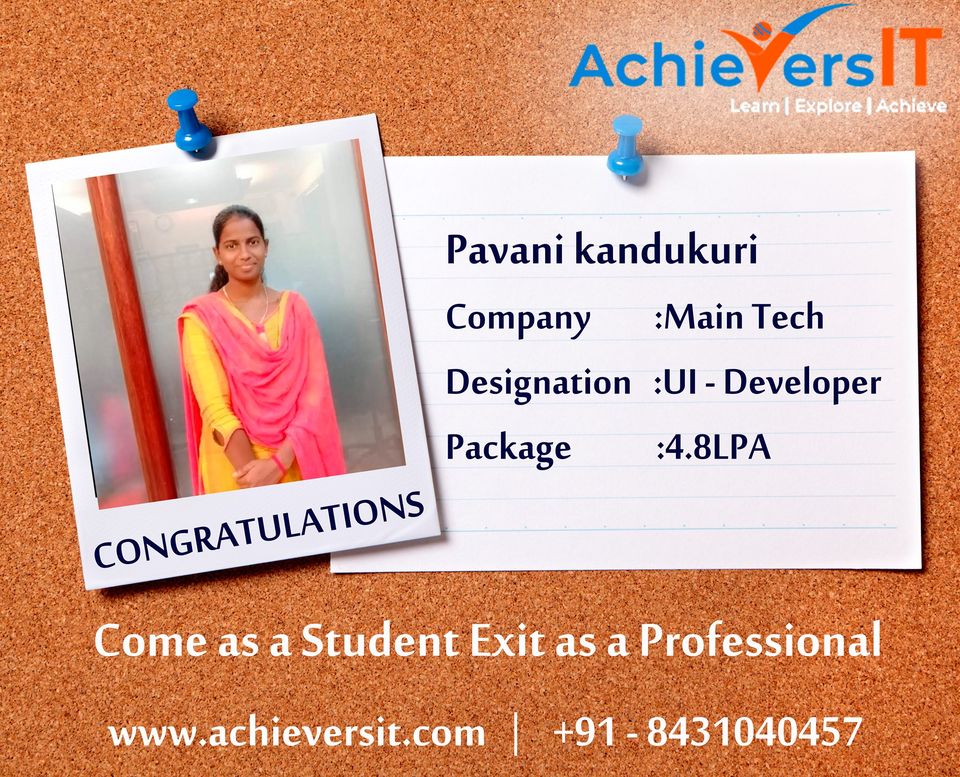 AchieversIT
Learn | Explore | Achieve
Pavani kandukuri
Company :Main Tech
Designation :UI - Developer
Package :4.8LPA
CONGRATULATIONS
Come as a Student Exit as a Professional
www.achieversit.com | +91 - 8431040457